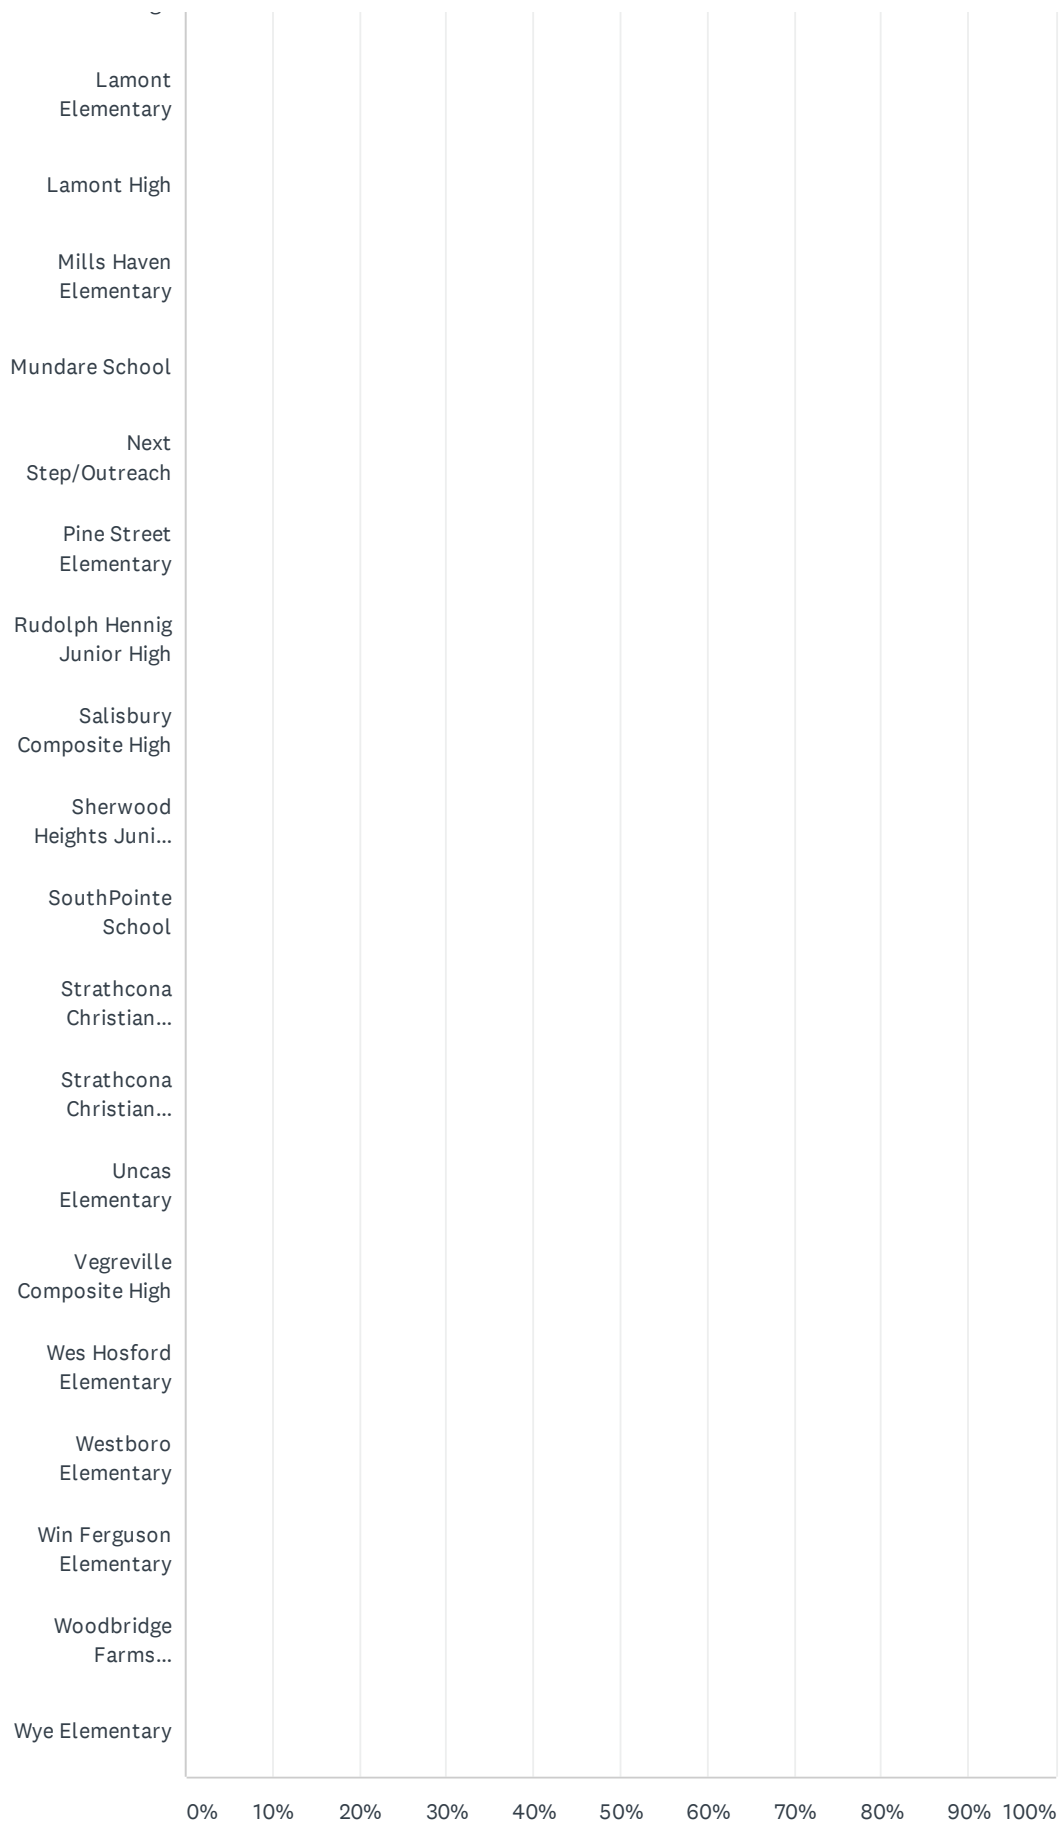 Lamont
Elementary
Lamont High
Mills Haven
Elementary
Mundare School
Next
Step/Outreach
Pine Street
Elementary
Rudolph Hennig
Junior High
Salisbury
Composite High
Sherwood
Heights Juni...
SouthPointe
School
Strathcona
Christian...
Strathcona
Christian...
Uncas
Elementary
Vegreville
Composite High
Wes Hosford
Elementary
Westboro
Elementary
Win Ferguson
Elementary
Woodbridge
Farms...
Wye Elementary
0% 10% 20% 30% 40% 50% 60% 70% 80% 90% 100%